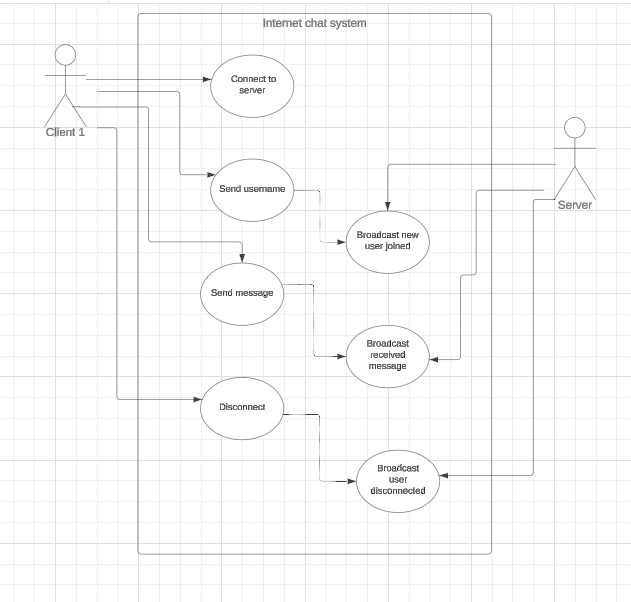 Internet chat system
Connect to
server
Client 1
Send username
Server
Broadcast new
user joined
Send message
Broadcast
received
message
Disconnect
Broadcast
user
disconnected